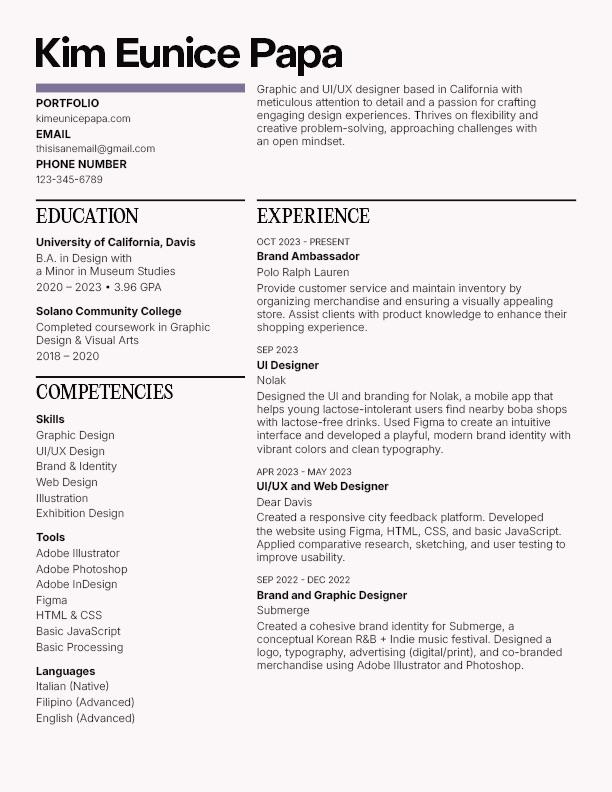 Kim Eunice Papa
PORTFOLIO
kimeunicepapa.com
EMAIL
thisisanemail@gmail.com
PHONE NUMBER
123-345-6789
Graphic and UI/UX designer based in California with
meticulous attention to detail and a passion for crafting
engaging design experiences. Thrives on flexibility and
creative problem-solving, approaching challenges with
an open mindset.
EDUCATION
University of California, Davis
B.A. in Design with
a Minor in Museum Studies
2020 – 2023 • 3.96 GPA
Solano Community College
Completed coursework in Graphic
Design & Visual Arts
2018 – 2020
COMPETENCIES
Skills
Graphic Design
UI/UX Design
Brand & Identity
Web Design
Illustration
Exhibition Design
Tools
Adobe Illustrator
Adobe Photoshop
Adobe InDesign
Figma
HTML & CSS
Basic JavaScript
Basic Processing
Languages
Italian (Native)
Filipino (Advanced)
English (Advanced)
EXPERIENCE
OCT 2023 - PRESENT
Brand Ambassador
Polo Ralph Lauren
Provide customer service and maintain inventory by
organizing merchandise and ensuring a visually appealing
store. Assist clients with product knowledge to enhance their
shopping experience.
SEP 2023
UI Designer
Nolak
Designed the UI and branding for Nolak, a mobile app that
helps young lactose-intolerant users find nearby boba shops
with lactose-free drinks. Used Figma to create an intuitive
interface and developed a playful, modern brand identity with
vibrant colors and clean typography.
APR 2023 - MAY 2023
UI/UX and Web Designer
Dear Davis
Created a responsive city feedback platform. Developed
the website using Figma, HTML, CSS, and basic JavaScript.
Applied comparative research, sketching, and user testing to
improve usability.
SEP 2022 - DEC 2022
Brand and Graphic Designer
Submerge
Created a cohesive brand identity for Submerge, a
conceptual Korean R&B + Indie music festival. Designed a
logo, typography, advertising (digital/print), and co-branded
merchandise using Adobe Illustrator and Photoshop.